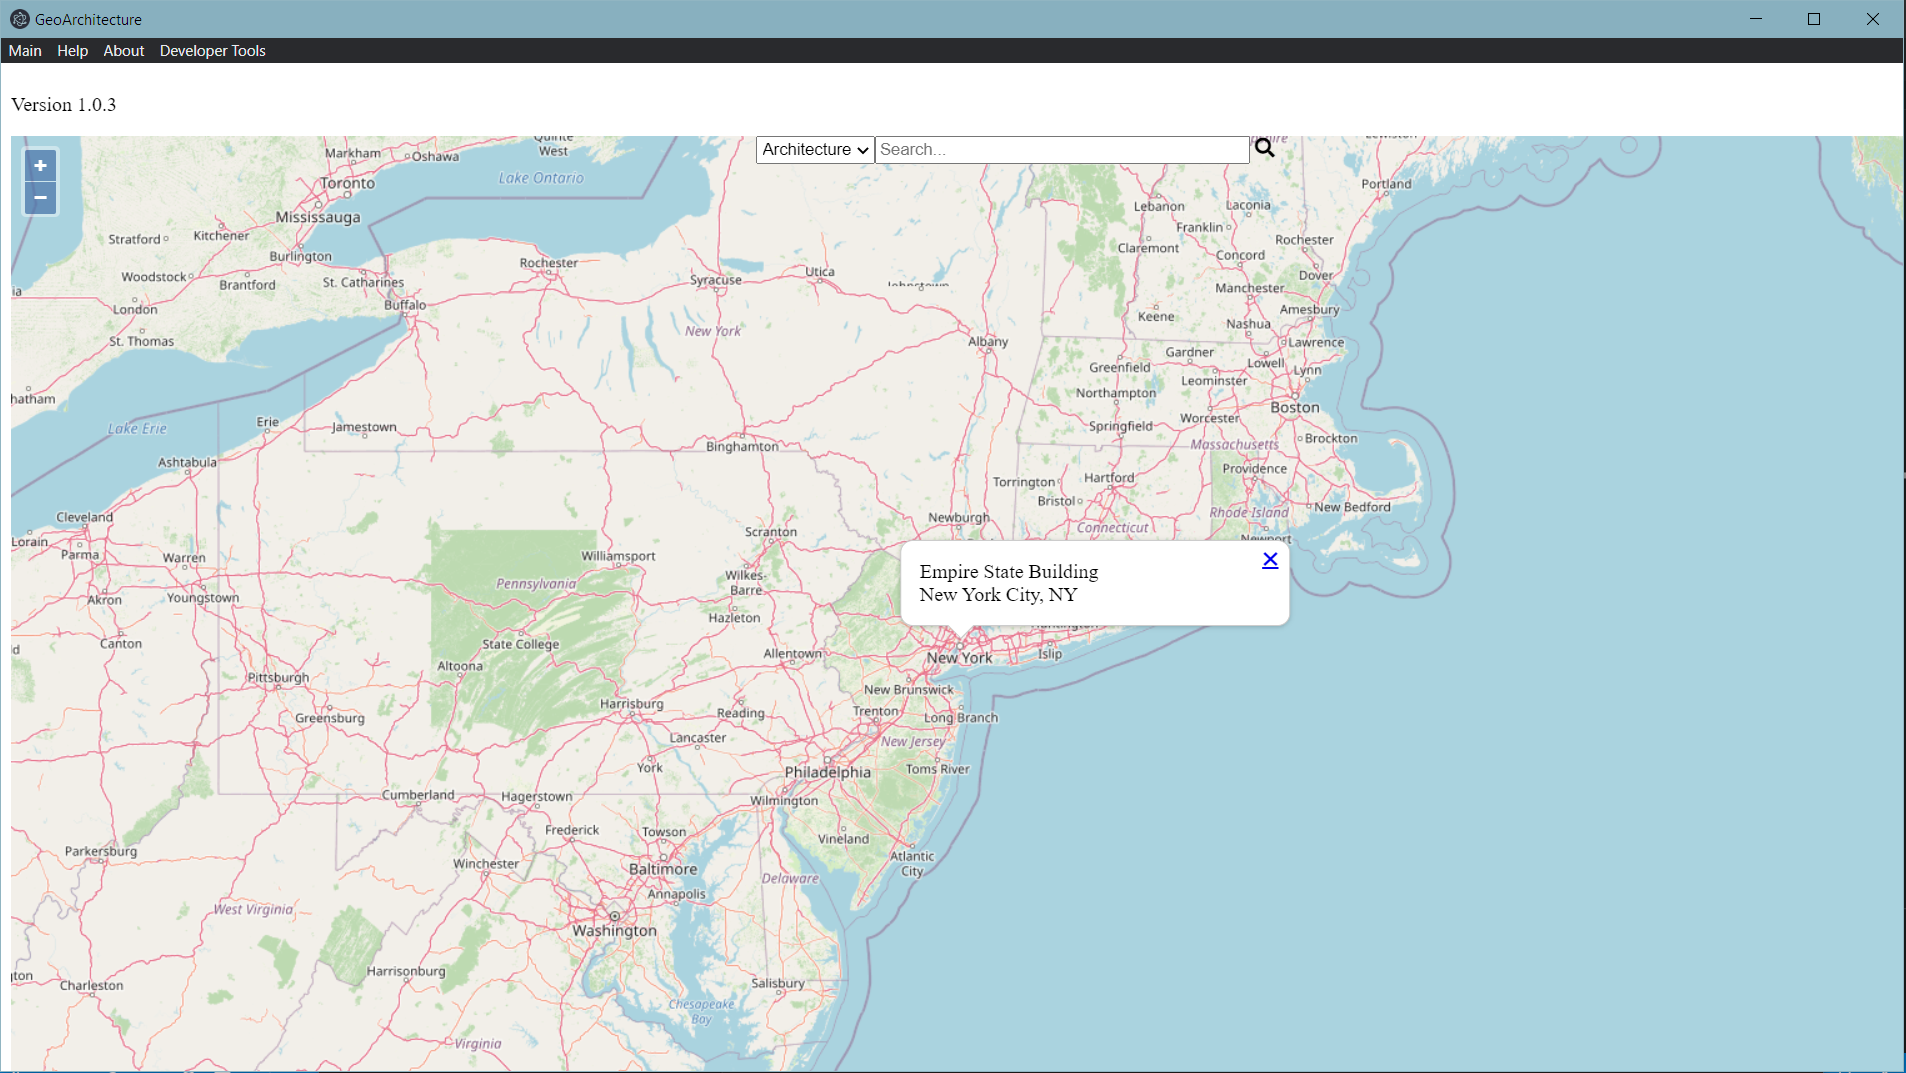 GeoArchitecture
Main Help About Developer Tools
Version 1.0.3
+
−
Architecture Search...
Quinte
West
Markham
Oshawa
Toronto
Lake Ontario
Mississauga
Stratford
Kitchener
Burlington
Woodstock
Brantford
St. Catharines
London
Buffalo
St. Thomas
Rochester
Syracuse
Utica
Johnstown
New York
Albany
Portland
Lebanon
Laconia
Franklin
Claremont
Concord
Rochester
Dover
Manchester
Keene
Amesbury
Nashua
Lawrence
Gardner
Lowell
Greenfield
Lynn
Leominster
Northampton
Boston
Worcester
Springfield
Massachusetts
Brockton
Providence
Torrington
Hartford
Bristol
New Bedford
Rhode Island
Newburgh
Connecticut
Newport
hatham
Lake Erie
Erie
Jamestown
Binghamton
Ashtabula
Cleveland
Lorain
Parma
Warren
Scranton
Williamsport
Pennsylvania
Wilkes-
Barre
Akron
Youngstown
Hazleton
Empire State Building
New York City, NY
Canton
State College
Allentown
Huntington
New York
Islip
Altoona
Pittsburgh
New Brunswick
Harrisburg
Reading
Trenton
Long Branch
Greensburg
Lancaster
New Jersey
York
Philadelphia
Toms River
Cumberland
Hagerstown
Wilmington
Frederick
Towson
Vineland
Parkersburg
Winchester
Baltimore
Atlantic
City
Delaware
Annapolis
West Virginia
Washington
Harrisonburg
Charleston
Salisbury
Chesapeake
Bay
Virginia